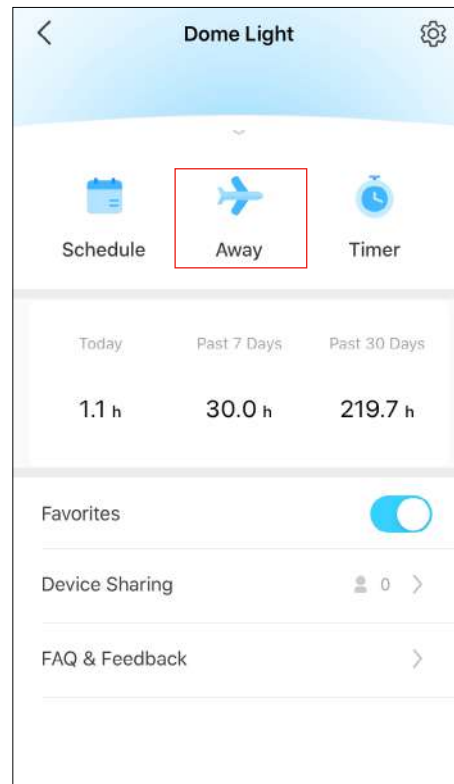 Dome Light
Schedule Away Timer
Today Past 7 Days Past 30 Days
1.1 h 30.0 h 219.7 h
Favorites
Device Sharing 0
FAQ & Feedback